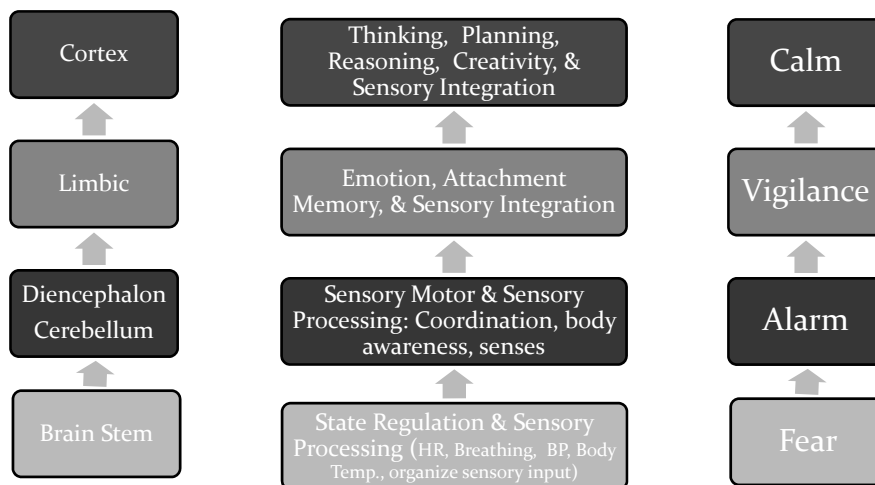 Cortex
Thinking, Planning,
Reasoning, Creativity, &
Sensory Integration
Calm
Limbic
Emotion, Attachment
Memory, & Sensory Integration
Vigilance
Diencephalon
Cerebellum
Sensory Motor & Sensory
Processing: Coordination, body
awareness, senses
Alarm
Brain Stem
State Regulation & Sensory
Processing (HR, Breathing, BP, Body
Temp., organize sensory input)
Fear